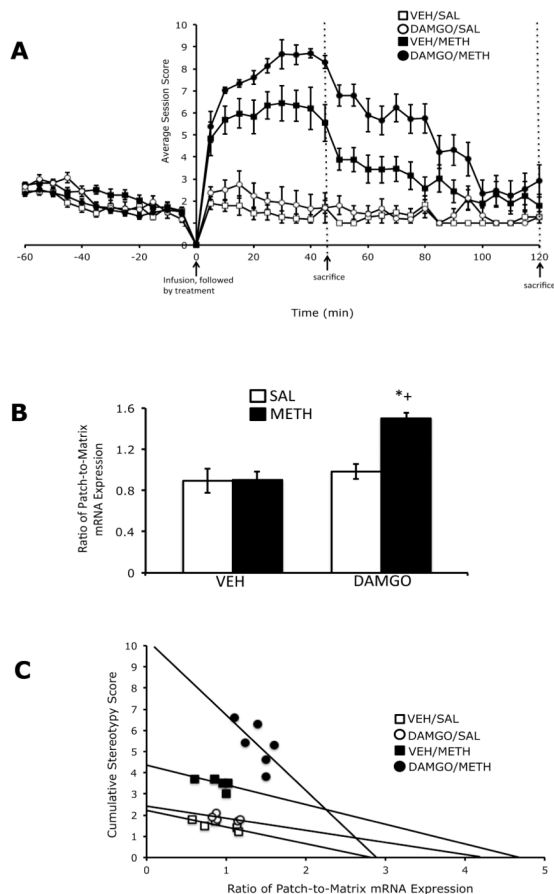 A
VEH/SAL
DAMGO/SAL
VEH/METH
DAMGO/METH
Average Session Score
10
9
8
7
6
5
4
3
2
1
0
-60 -40 -20 0 20 40 60 80 100 120
Infusion, followed
by treatment
sacrifice
sacrifice
Time (min)
B
SAL
METH
*+
Ratio of Patch-to-Matrix
mRNA Expression
1.6
1.2
0.8
0.4
0
VEH DAMGO
C
Cumulative Stereotypy Score
10
9
8
7
6
5
4
3
2
1
0
VEH/SAL
DAMGO/SAL
VEH/METH
DAMGO/METH
0 1 2 3 4 5
Ratio of Patch-to-Matrix mRNA Expression